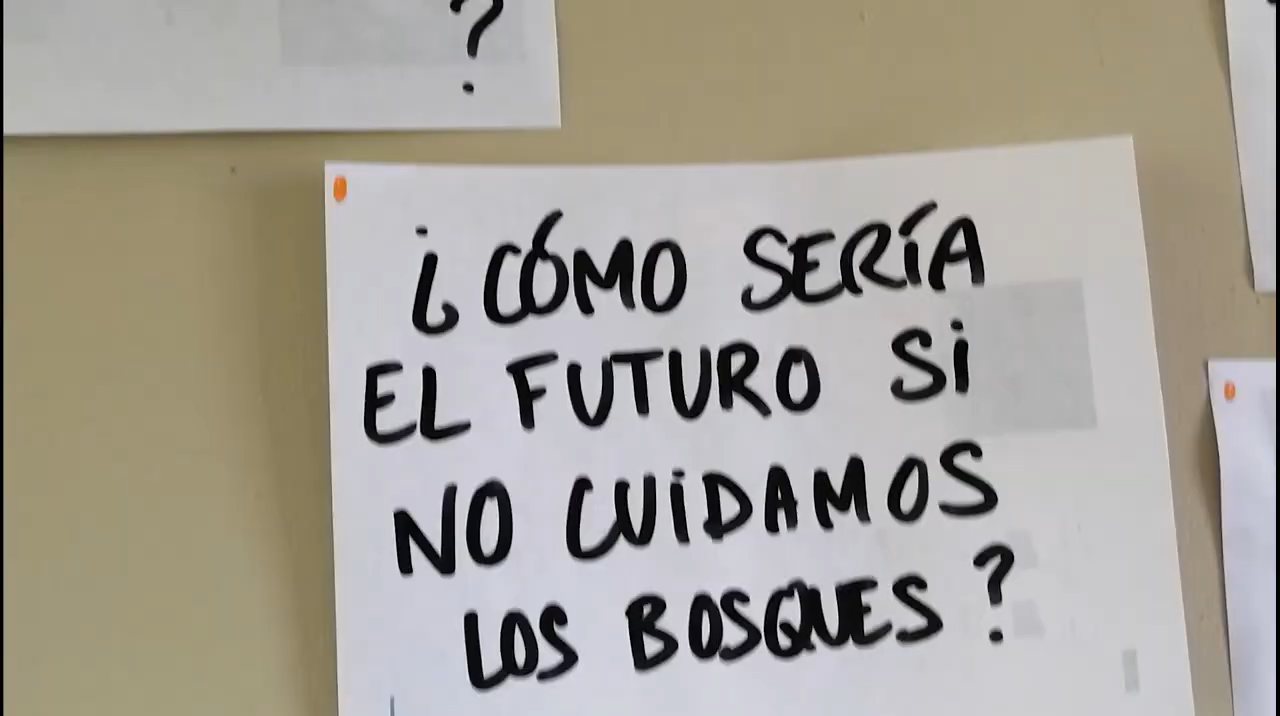 ?
¿CÓMO SERÍA
EL FUTURO SI
NO CUIDAMOS
LOS BOSQUES?